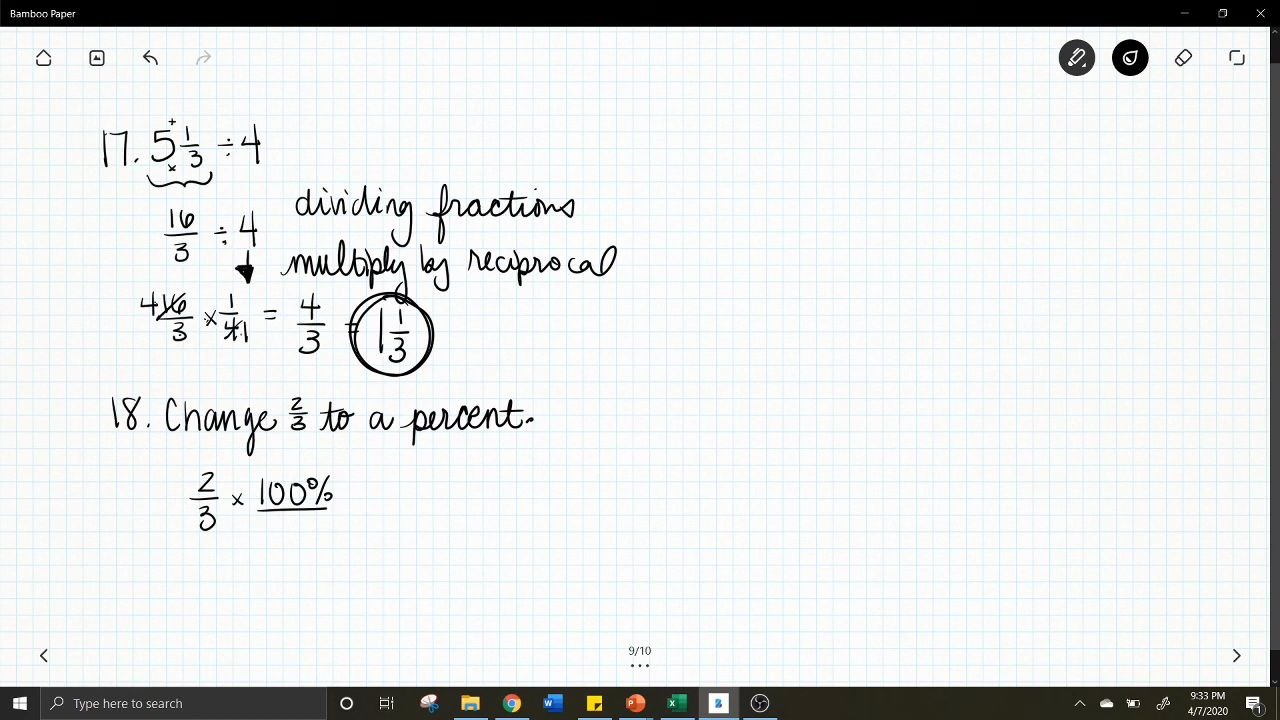 Bamboo Paper
17. 5 1/3 ÷ 4
+
×
16/3 ÷ 4
dividing fractions
multiply by reciprocal
4 16/3 × 1/4 1 = 4/3 = 1 1/3
18. Change 2/3 to a percent.
2/3 × 100%
9/10
Type here to search
9:33 PM
4/7/2020